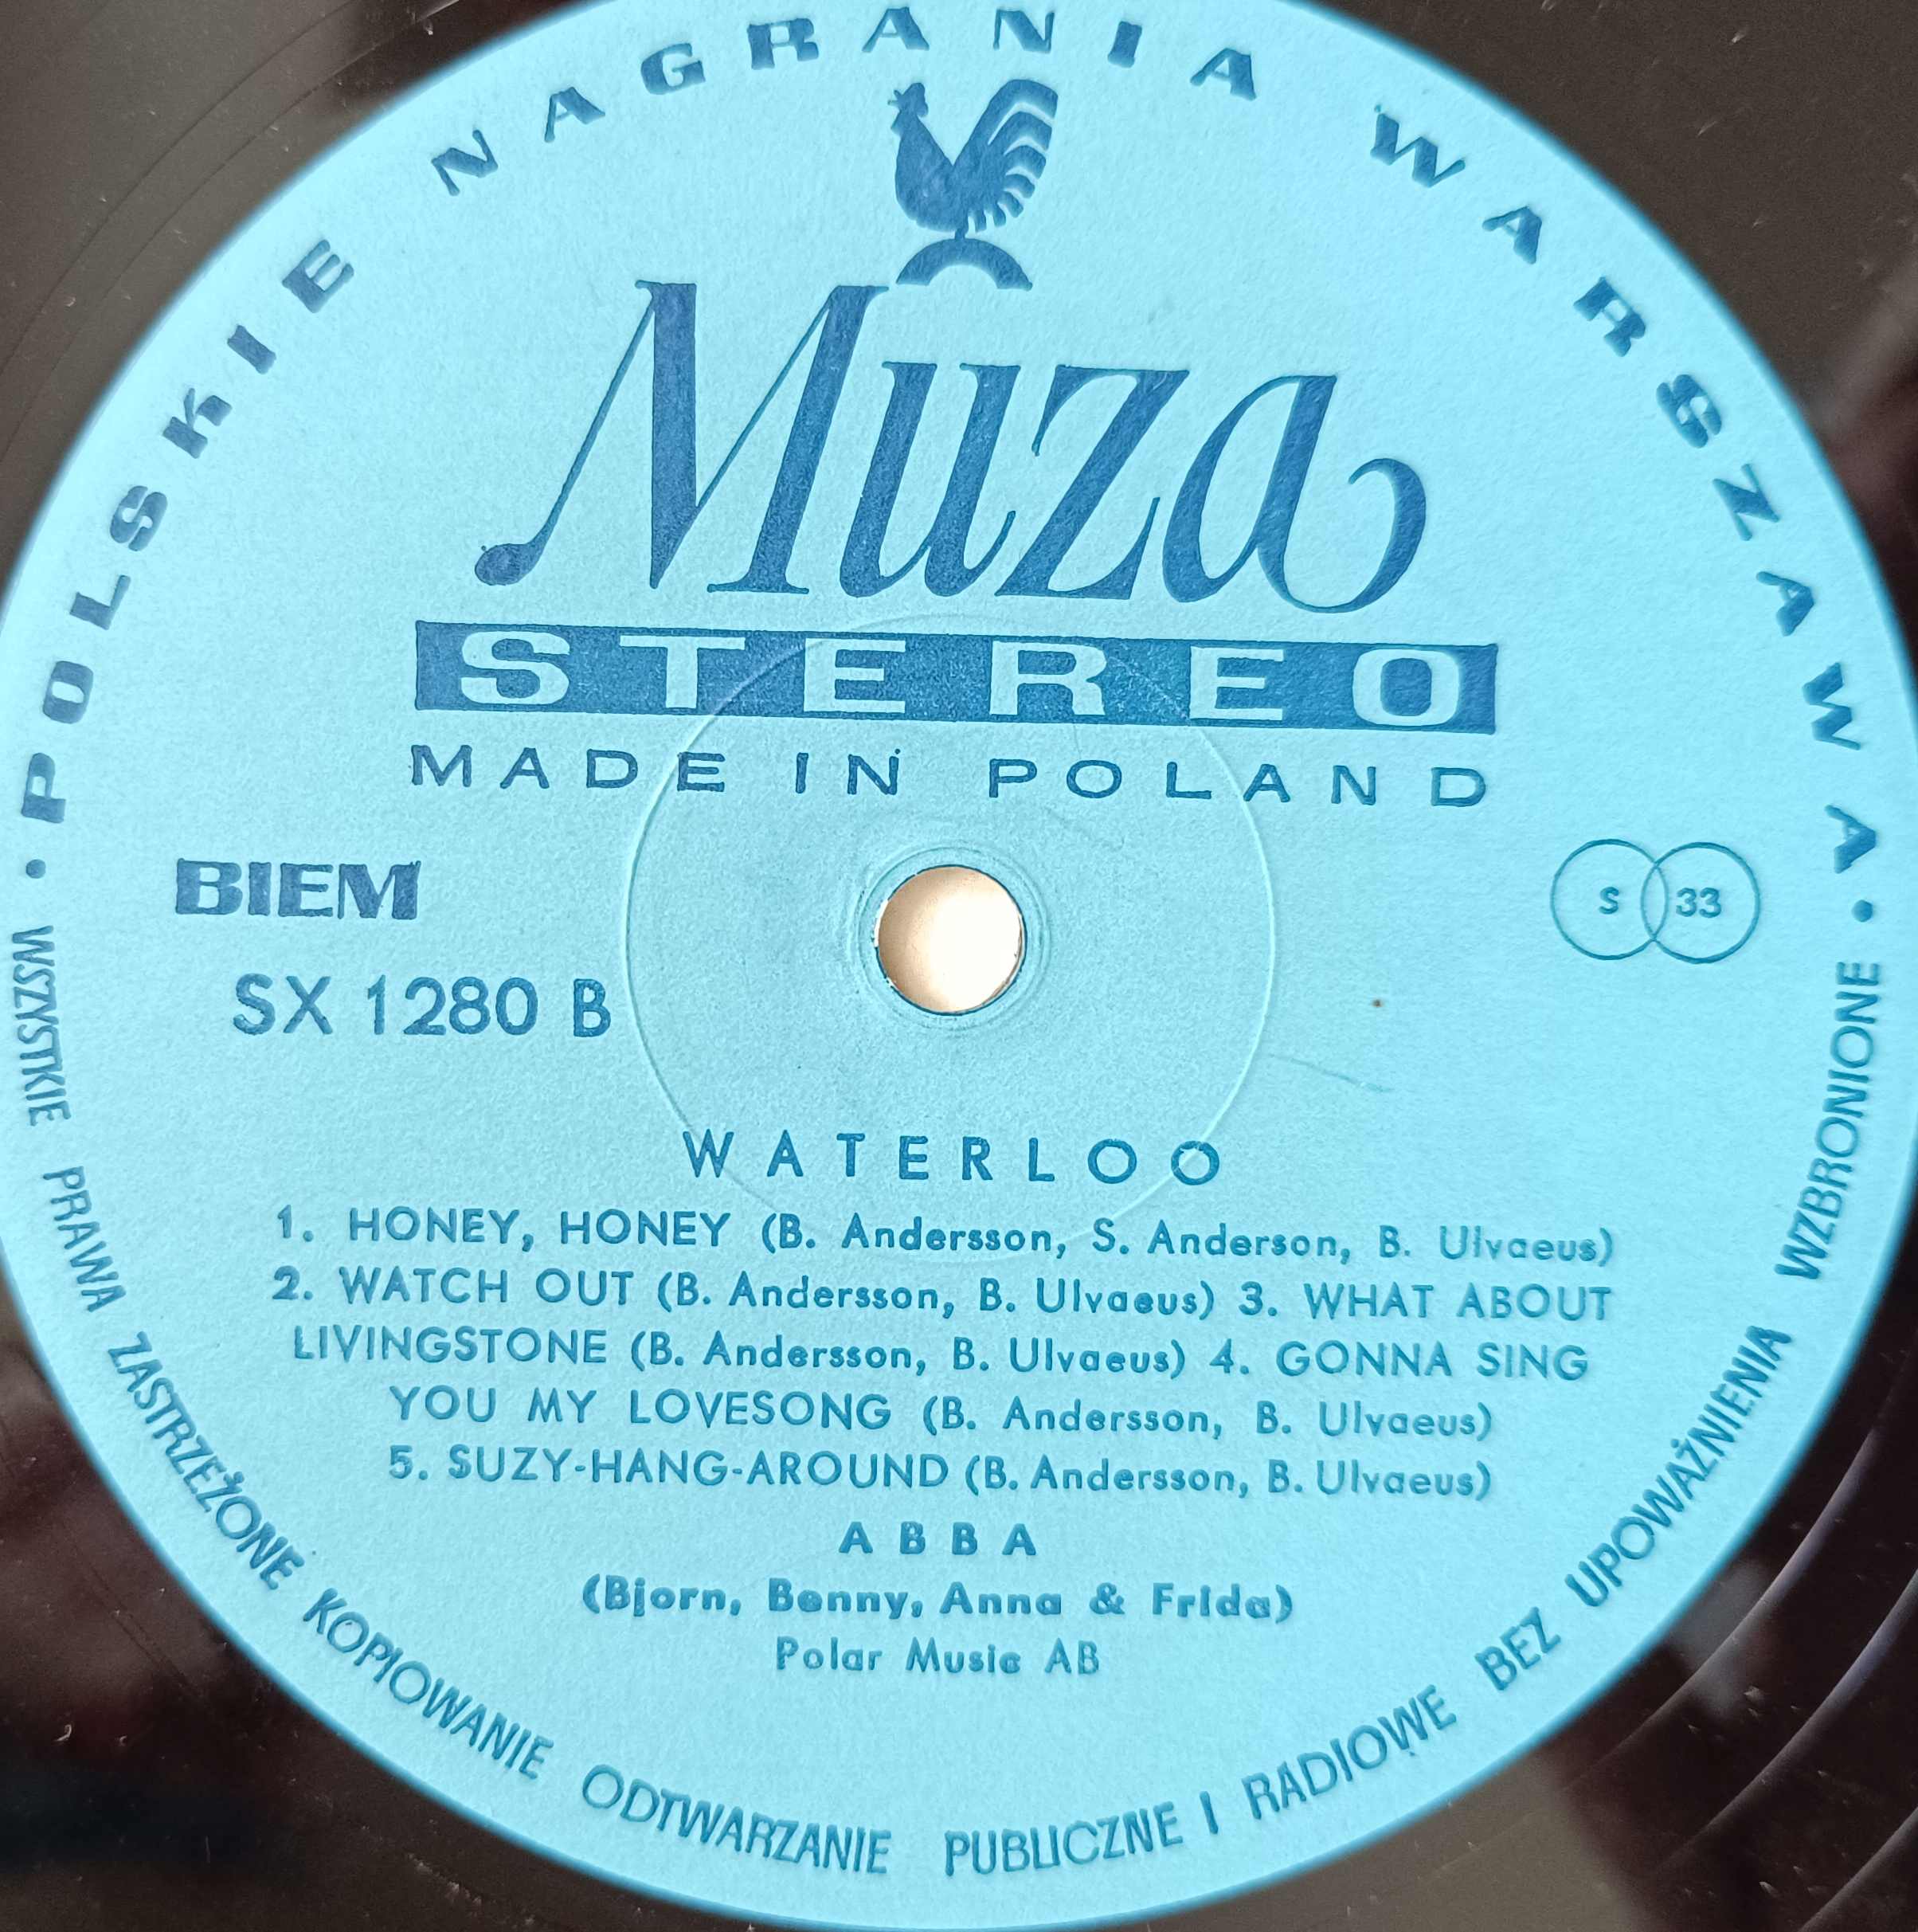 POLSKIE NAGRANIA WARSZAWA
Muza
STEREO
MADE IN POLAND
BIEM
S 33
SX 1280 B
WATERLOO
1. HONEY, HONEY (B. Andersson, S. Anderson, B. Ulvaeus)
2. WATCH OUT (B. Andersson, B. Ulvaeus) 3. WHAT ABOUT
LIVINGSTONE (B. Andersson, B. Ulvaeus) 4. GONNA SING
YOU MY LOVESONG (B. Andersson, B. Ulvaeus)
5. SUZY-HANG-AROUND (B. Andersson, B. Ulvaeus)
ABBA
(Bjorn, Benny, Anna & Frida)
Polar Music AB
• WSZYSTKIE PRAWA ZASTRZEŻONE KOPIOWANIE ODTWARZANIE PUBLICZNE I RADIOWE BEZ UPOWAŻNIENIA WZBRONIONE •